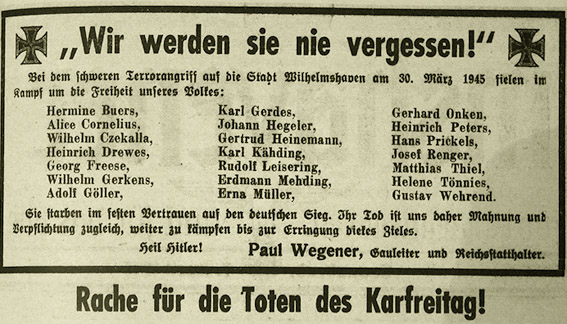 „Wir werden sie nie vergessen!“
Bei dem schweren Terrorangriff auf die Stadt Wilhelmshaven am 30. März 1945 fielen im
Kampf um die Freiheit unseres Volkes:
Hermine Buers,
Alice Cornelius,
Wilhelm Czekalla,
Heinrich Drewes,
Georg Freese,
Wilhelm Gerkens,
Adolf Göller,
Karl Gerdes,
Johann Hegeler,
Gertrud Heinemann,
Karl Kähding,
Rudolf Leisering,
Erdmann Mehding,
Erna Müller,
Gerhard Onken,
Heinrich Peters,
Hans Prickels,
Josef Renger,
Matthias Thiel,
Helene Tönnies,
Gustav Wehrend.
Sie starben im festen Vertrauen auf den deutschen Sieg. Ihr Tod ist uns daher Mahnung und
Verpflichtung zugleich, weiter zu kämpfen bis zur Erringung dieses Zieles.
Heil Hitler! Paul Wegener, Gauleiter und Reichsstatthalter.
Rache für die Toten des Karfreitag!